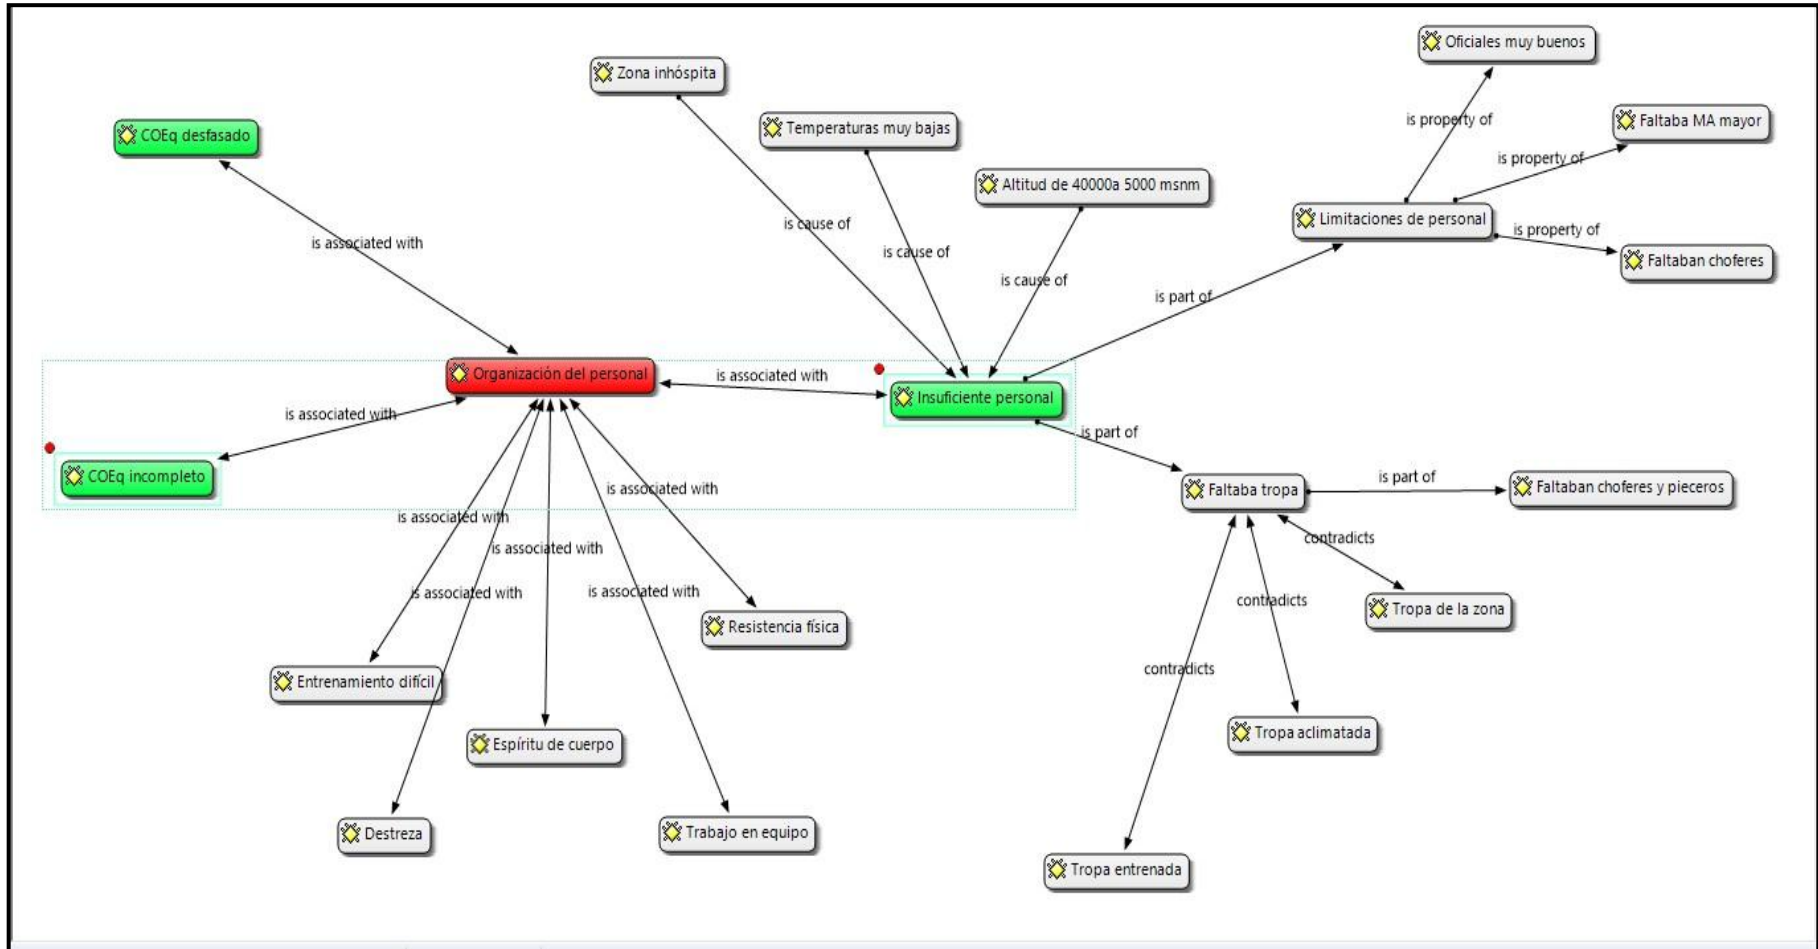 Oficiales muy buenos
Zona inhóspita
is property of
Faltaba MA mayor
COEq desfasado
Temperaturas muy bajas
is property of
Altitud de 40000a 5000 msnm
Limitaciones de personal
is cause of
is property of
is associated with
is cause of
Faltaban choferes
is cause of
is part of
Organización del personal
is associated with
Insuficiente personal
is associated with
is part of
COEq incompleto
is part of
is associated with
Faltaba tropa
Faltaban choferes y pieceros
is associated with
contradicts
is associated with
is associated with
is associated with
contradicts
Tropa de la zona
Resistencia física
contradicts
Entrenamiento difícil
Tropa aclimatada
Espíritu de cuerpo
Destreza
Trabajo en equipo
Tropa entrenada